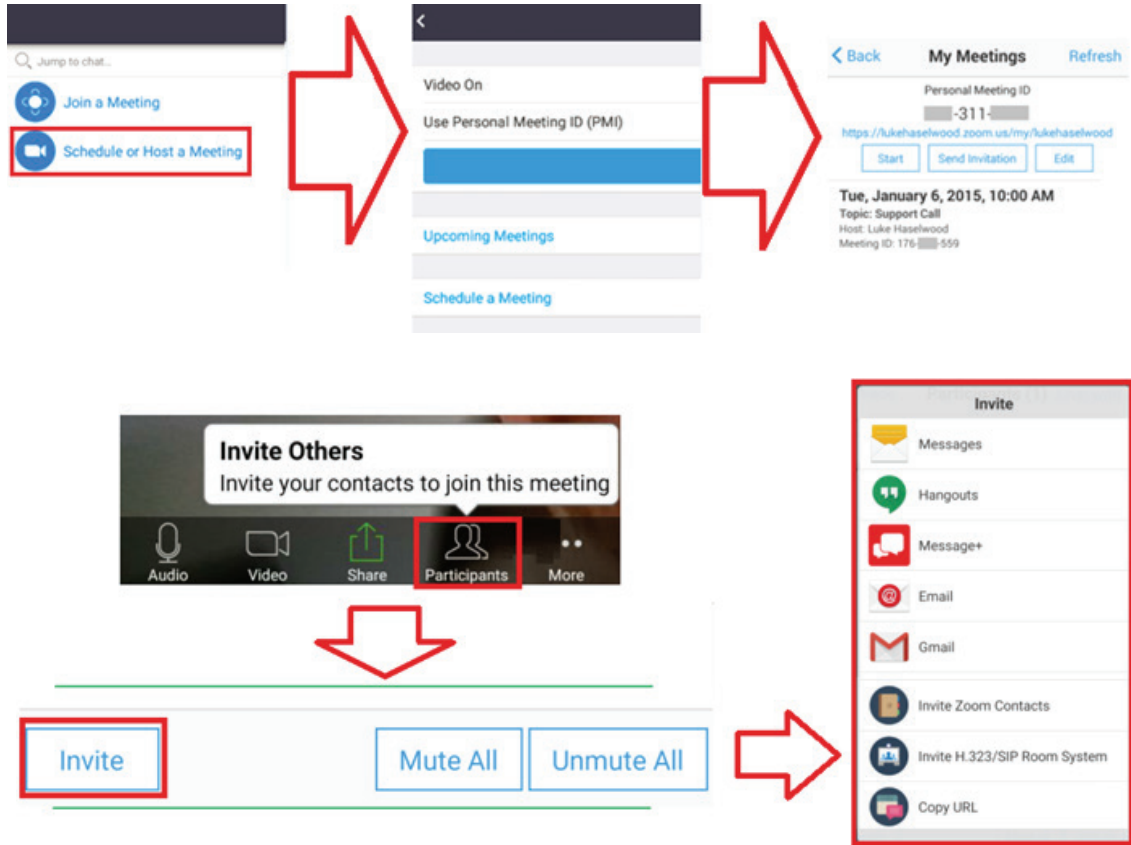 Jump to chat..
Join a Meeting
Schedule or Host a Meeting
Video On
Use Personal Meeting ID (PMI)
Upcoming Meetings
Schedule a Meeting
Back My Meetings Refresh
Personal Meeting ID
-311-
https://lukehaselwood.zoom.us/my/lukehaselwood
Start Send Invitation Edit
Tue, January 6, 2015, 10:00 AM
Topic: Support Call
Host: Luke Haselwood
Meeting ID: 176- -559
Invite Others
Invite your contacts to join this meeting
Audio Video Share Participants More
Invite Mute All Unmute All
Invite
Messages
Hangouts
Message+
Email
Gmail
Invite Zoom Contacts
Invite H.323/SIP Room System
Copy URL